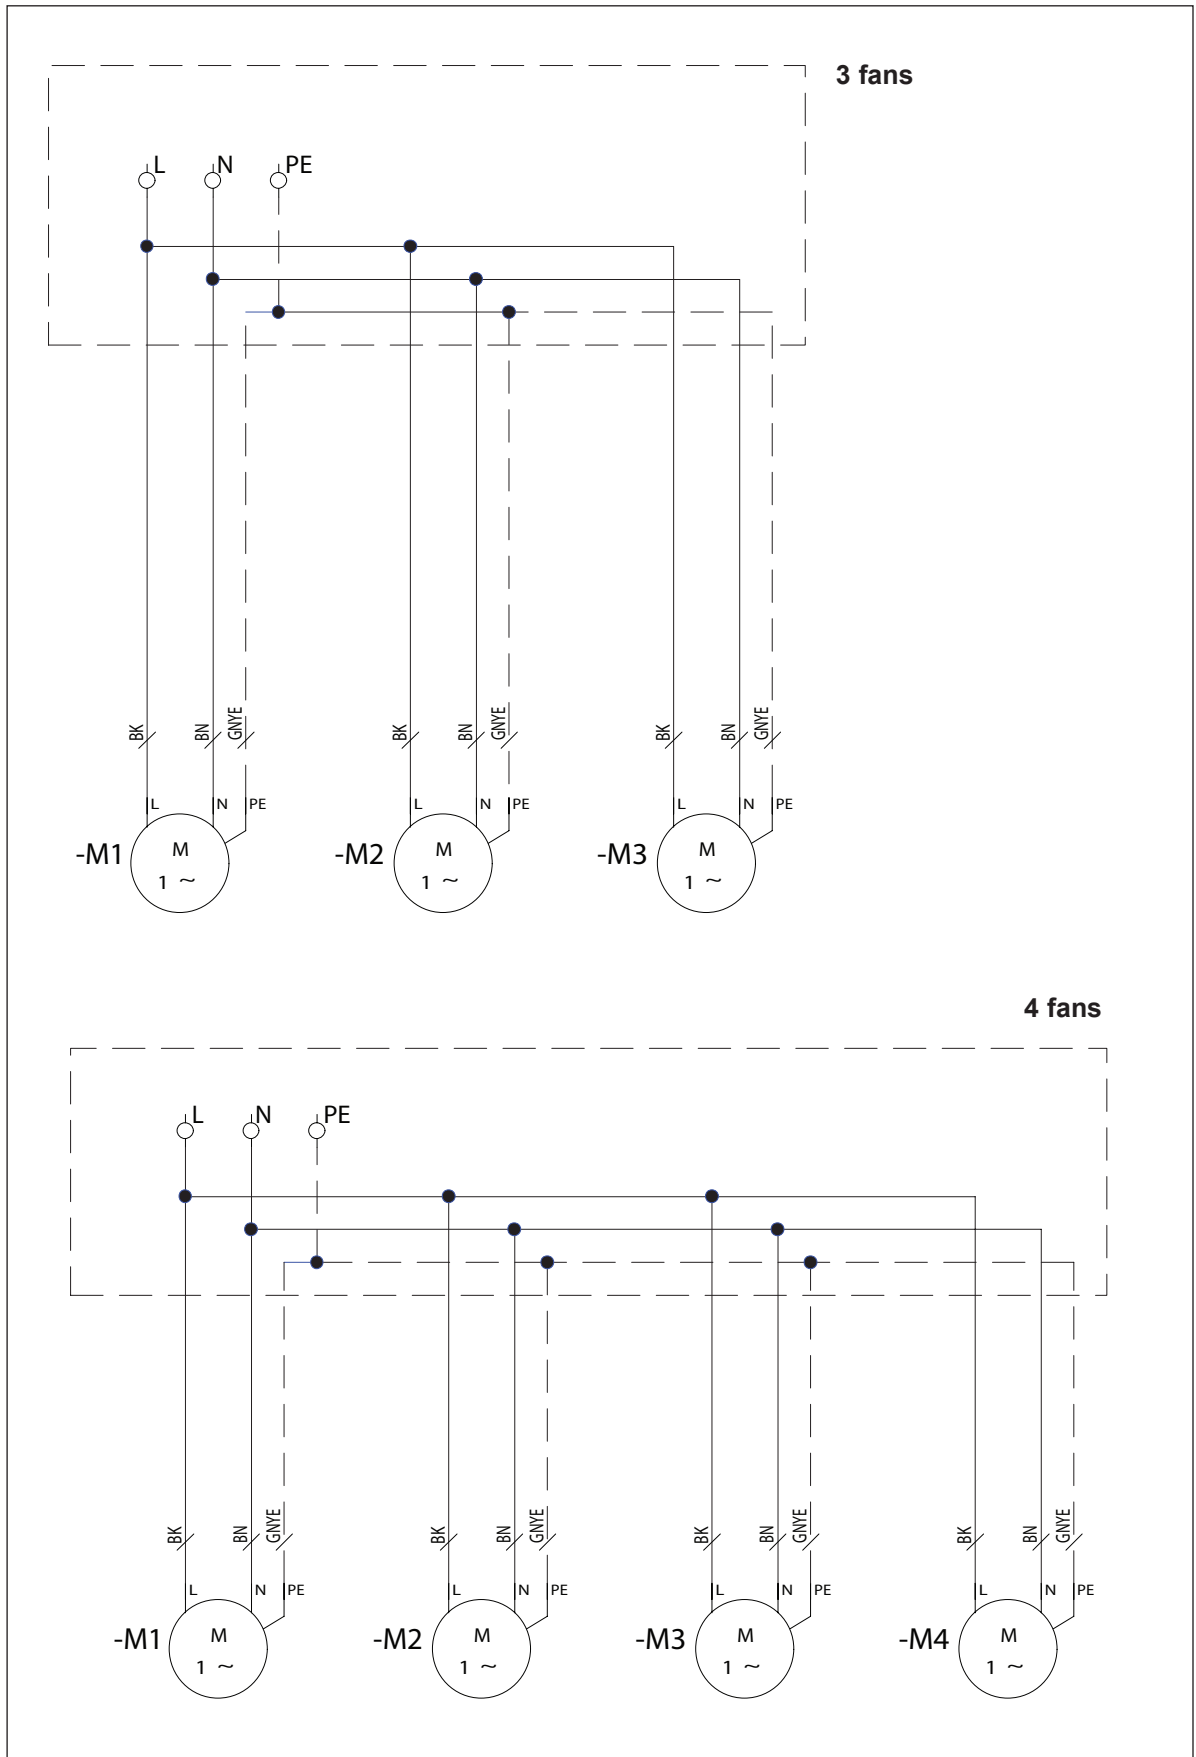 3 fans
L N PE
BK BN GNYE BK BN GNYE BK BN GNYE
L N PE L N PE L N PE
-M1 M -M2 M -M3 M
1 ~ 1 ~ 1 ~
4 fans
L N PE
BK BN GNYE BK BN GNYE BK BN GNYE BK BN GNYE
L N PE L N PE L N PE L N PE
-M1 M -M2 M -M3 M -M4 M
1 ~ 1 ~ 1 ~ 1 ~